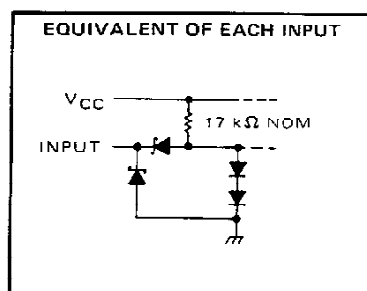 EQUIVALENT OF EACH INPUT
VCC
17 kΩ NOM
INPUT